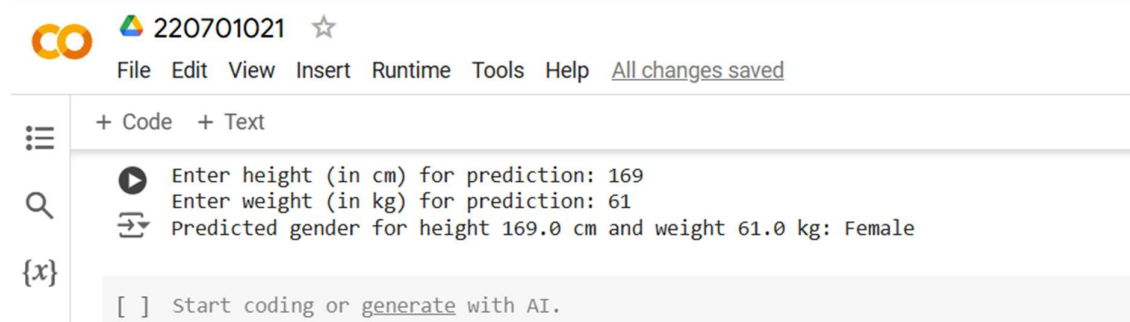 220701021
File Edit View Insert Runtime Tools Help All changes saved
+ Code + Text
Enter height (in cm) for prediction: 169
Enter weight (in kg) for prediction: 61
Predicted gender for height 169.0 cm and weight 61.0 kg: Female
{x}
[ ] Start coding or generate with AI.